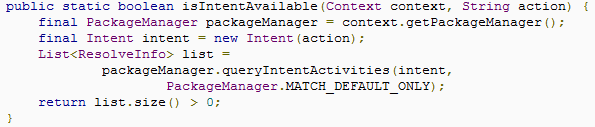 public static boolean isIntentAvailable(Context context, String action) {
    final PackageManager packageManager = context.getPackageManager();
    final Intent intent = new Intent(action);
    List<ResolveInfo> list =
            packageManager.queryIntentActivities(intent,
                    PackageManager.MATCH_DEFAULT_ONLY);
    return list.size() > 0;
}